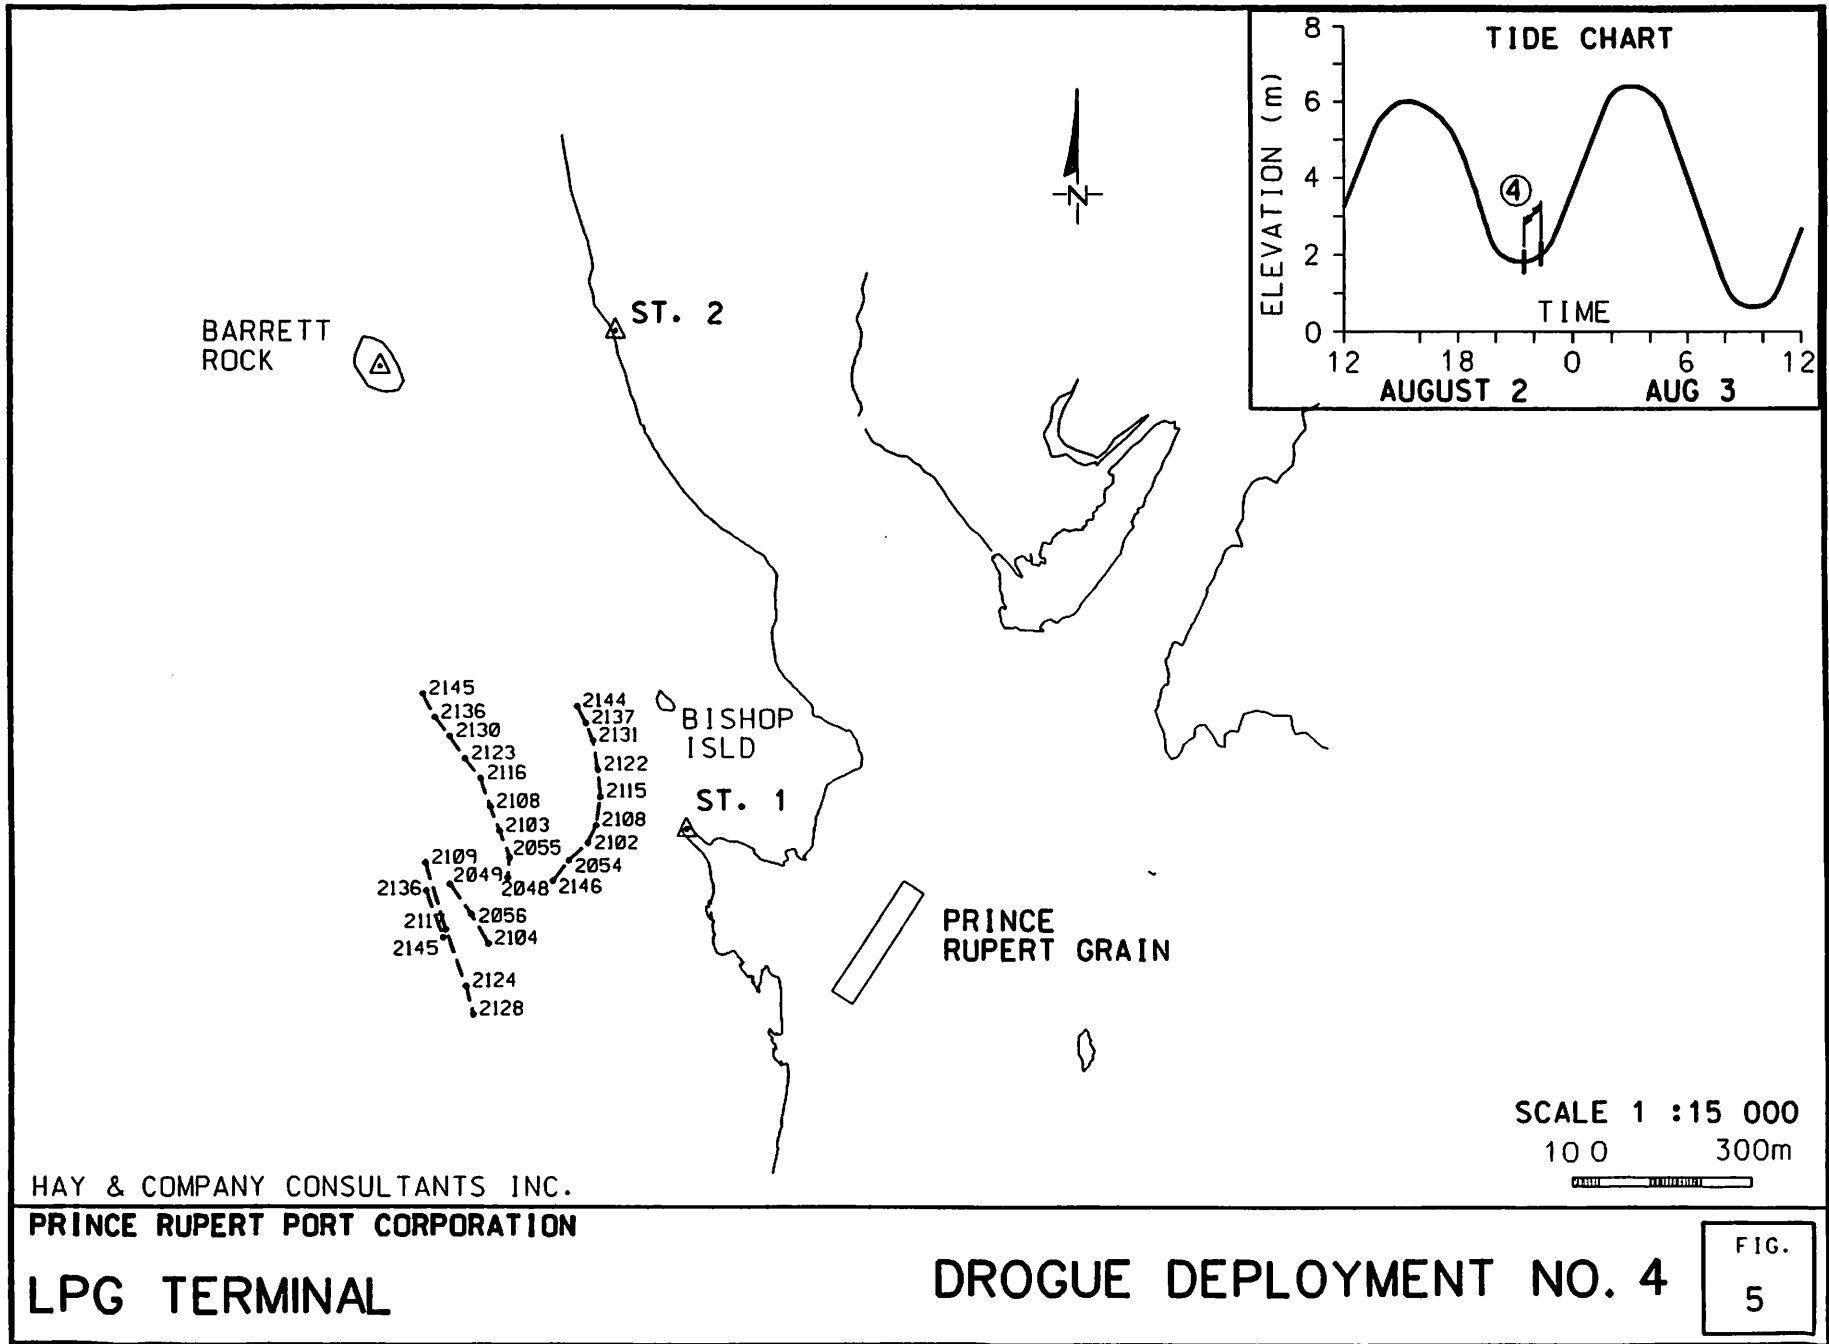 TIDE CHART
ELEVATION (m)
8
6
4
2
0
4
TIME
12 18 0 6 12
AUGUST 2 AUG 3
N
ST. 2
BARRETT
ROCK
BISHOP
ISLD
ST. 1
2145
2136
2130
2123
2116
2108
2103
2055
2048
2144
2137
2131
2122
2115
2108
2102
2054
2146
2109
2049
2136
2056
2104
2117
2145
2124
2128
PRINCE
RUPERT GRAIN
SCALE 1 :15 000
10 0 300m
HAY & COMPANY CONSULTANTS INC.
PRINCE RUPERT PORT CORPORATION
LPG TERMINAL
DROGUE DEPLOYMENT NO. 4
FIG.
5